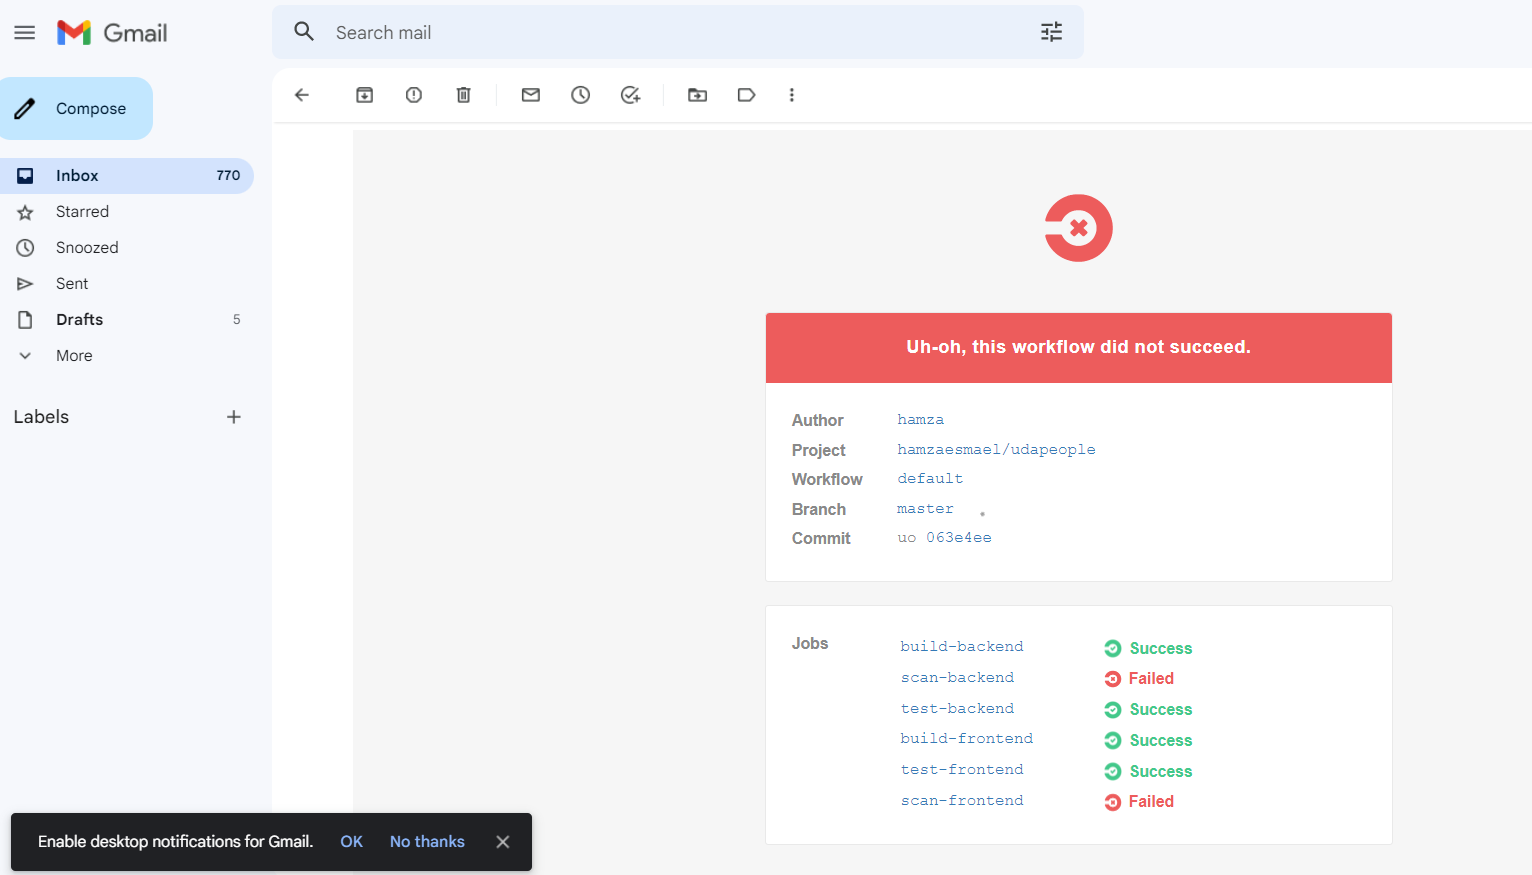 Gmail
Search mail
Compose
Inbox 770
Starred
Snoozed
Sent
Drafts 5
More
Labels
Uh-oh, this workflow did not succeed.
Author hamza
Project hamzaesmael/udapeople
Workflow default
Branch master
Commit uo 063e4ee
Jobs
build-backend Success
scan-backend Failed
test-backend Success
build-frontend Success
test-frontend Success
scan-frontend Failed
Enable desktop notifications for Gmail. OK No thanks